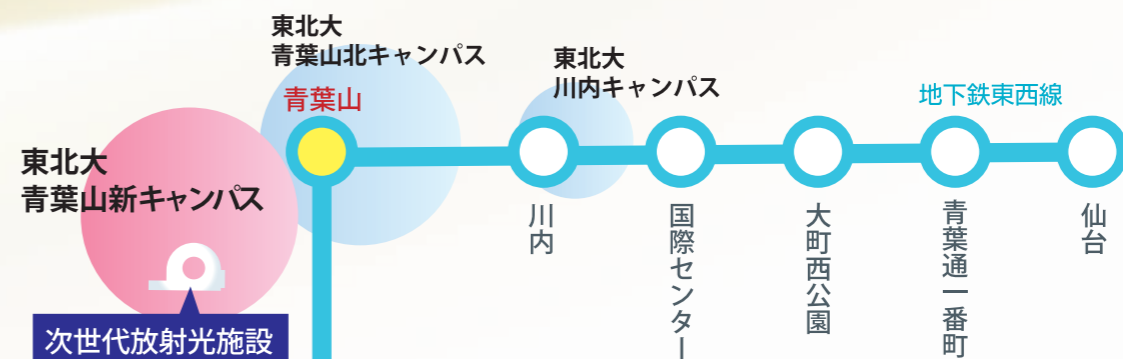 東北大
青葉山北キャンパス
東北大
川内キャンパス
青葉山
地下鉄東西線
東北大
青葉山新キャンパス
川内
国際センター
大町西公園
青葉通一番町
仙台
次世代放射光施設